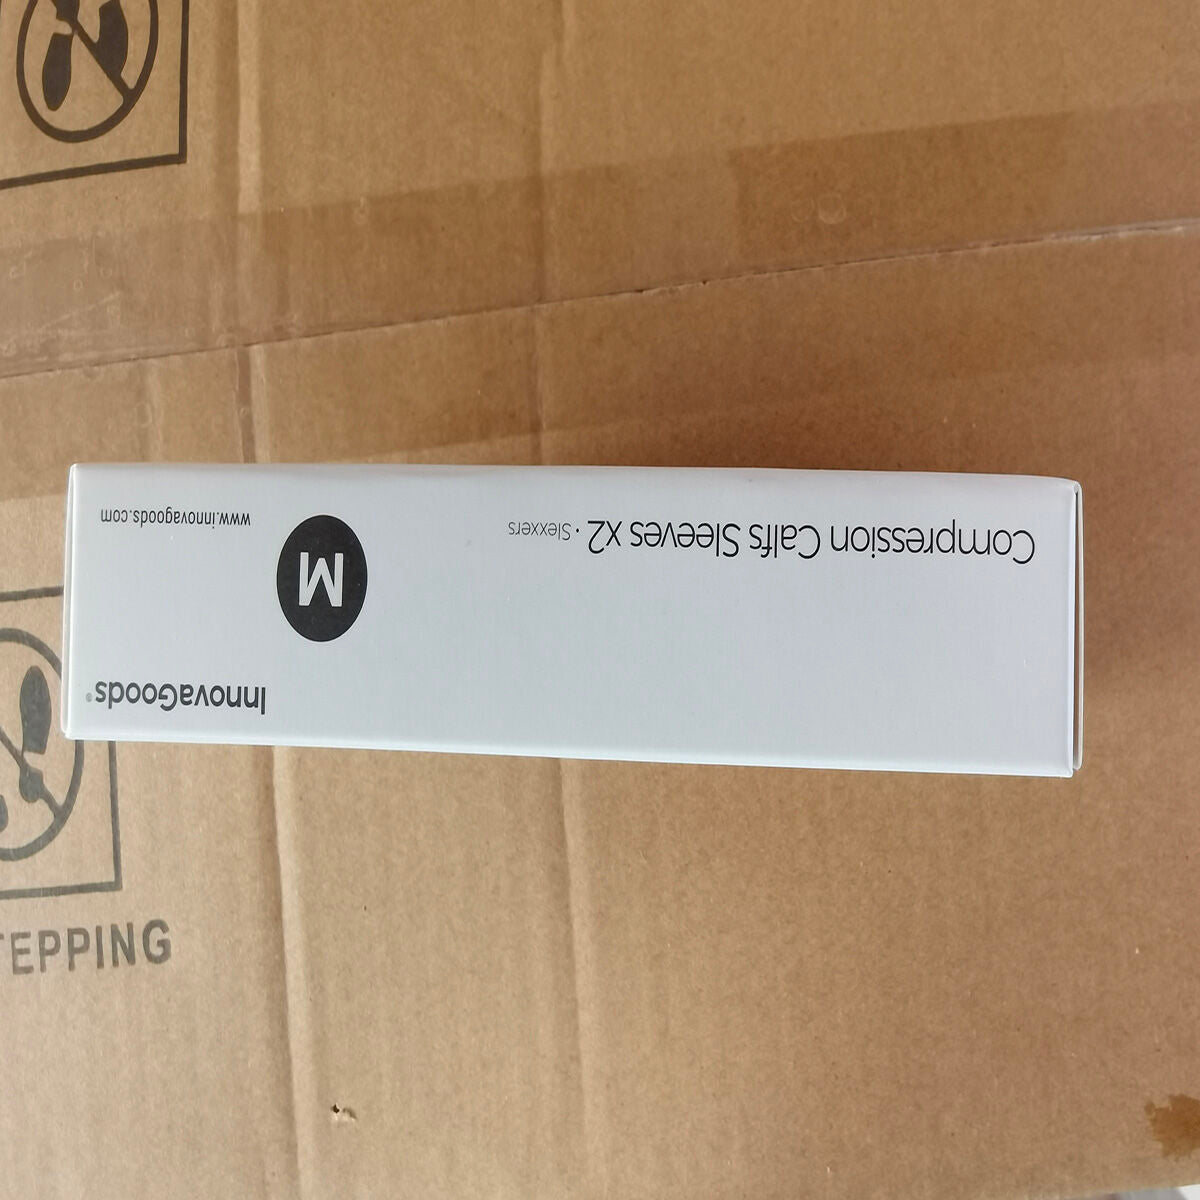 InnovaGoods®
M
www.innovagoods.com
Compression Calfs Sleeves x2 · Slexxers
TEPPING